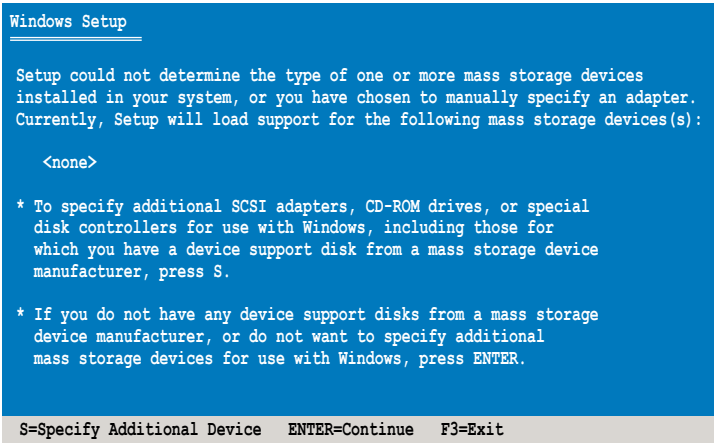 Windows Setup
Setup could not determine the type of one or more mass storage devices
installed in your system, or you have chosen to manually specify an adapter.
Currently, Setup will load support for the following mass storage devices(s):
<none>
* To specify additional SCSI adapters, CD-ROM drives, or special
disk controllers for use with Windows, including those for
which you have a device support disk from a mass storage device
manufacturer, press S.
* If you do not have any device support disks from a mass storage
device manufacturer, or do not want to specify additional
mass storage devices for use with Windows, press ENTER.
S=Specify Additional Device ENTER=Continue F3=Exit